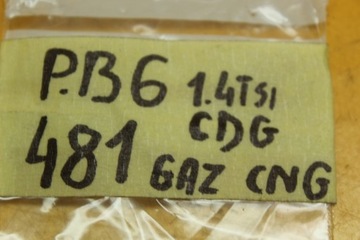 P.B6 1.4TSI
CDG
481 GAZ CNG